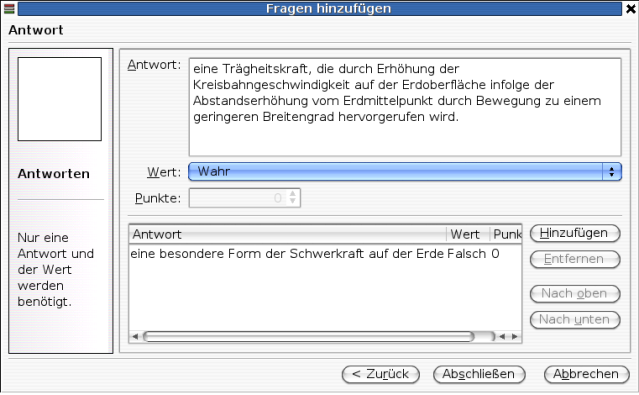 Fragen hinzufügen
Antwort
Antworten
Nur eine
Antwort und
der Wert
werden
benötigt.
Antwort:
eine Trägheitskraft, die durch Erhöhung der
Kreisbahngeschwindigkeit auf der Erdoberfläche infolge der
Abstandserhöhung vom Erdmittelpunkt durch Bewegung zu einem
geringeren Breitengrad hervorgerufen wird.
Wert: Wahr
Punkte: 0
Antwort Wert Punk
eine besondere Form der Schwerkraft auf der Erde Falsch 0
Hinzufügen
Entfernen
Nach oben
Nach unten
< Zurück Abschließen Abbrechen